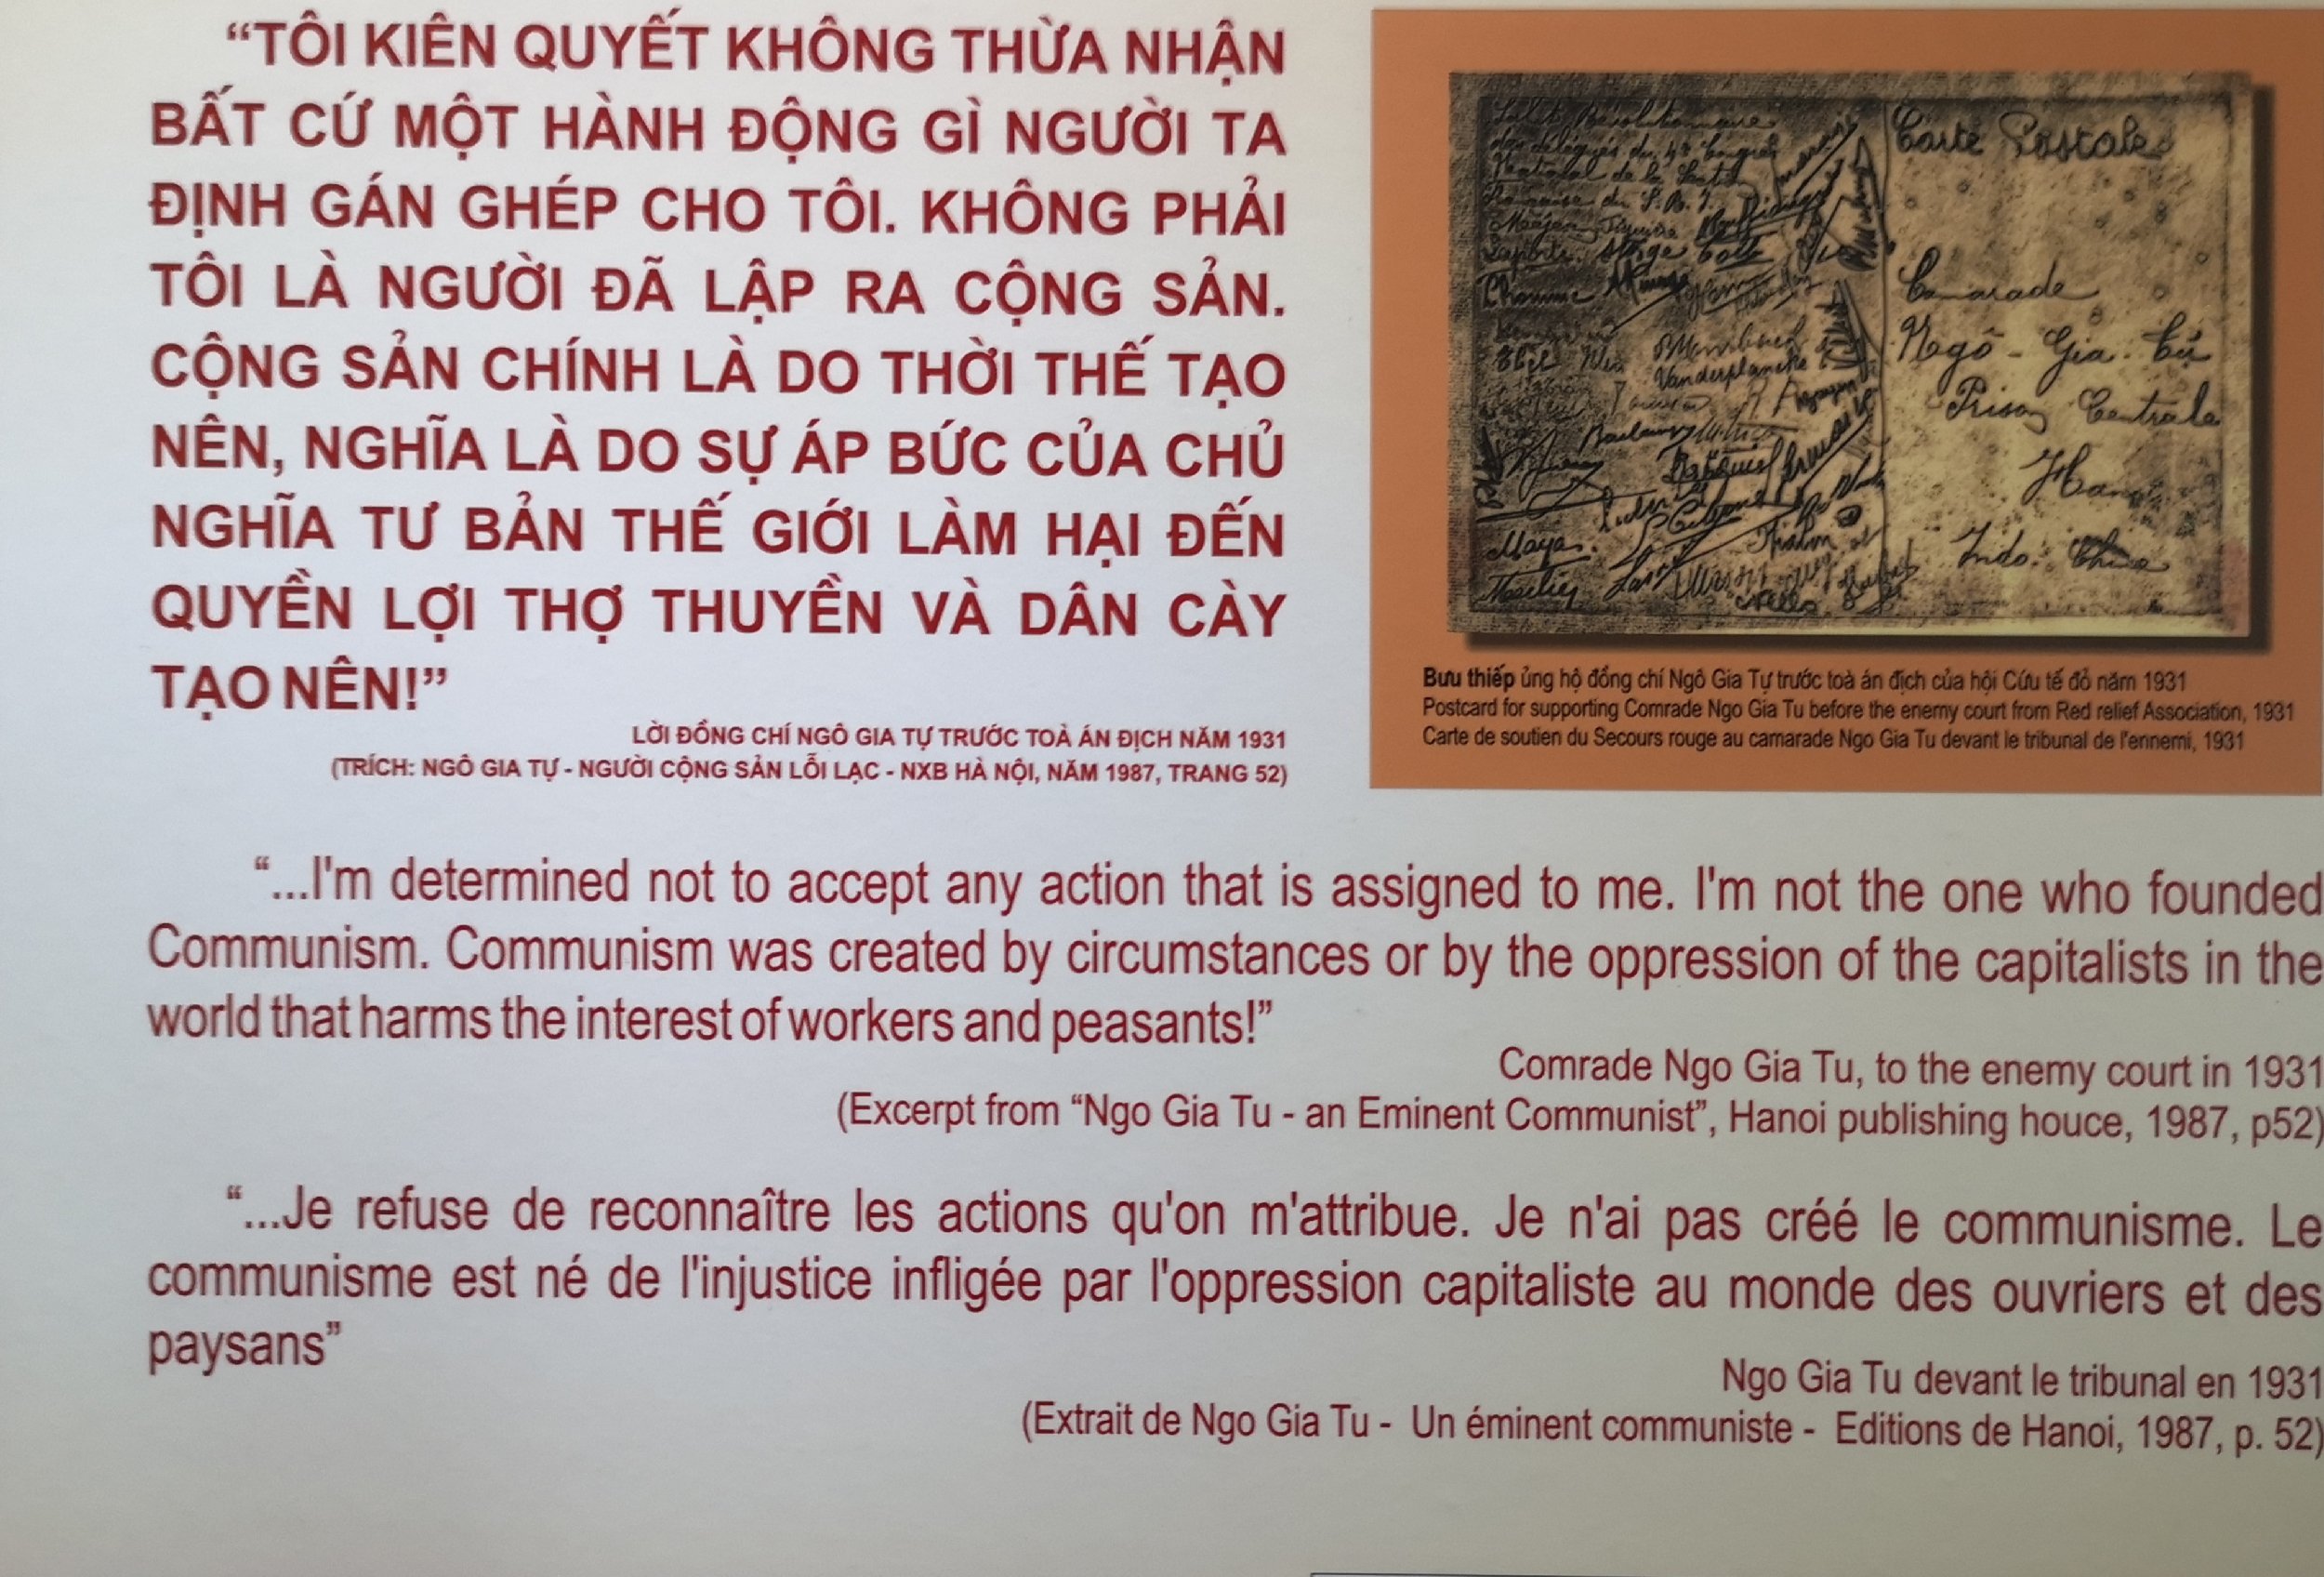 “TÔI KIÊN QUYẾT KHÔNG THỪA NHẬN
BẤT CỨ MỘT HÀNH ĐỘNG GÌ NGƯỜI TA
ĐỊNH GÁN GHÉP CHO TÔI. KHÔNG PHẢI
TÔI LÀ NGƯỜI ĐÃ LẬP RA CỘNG SẢN.
CỘNG SẢN CHÍNH LÀ DO THỜI THẾ TẠO
NÊN, NGHĨA LÀ DO SỰ ÁP BỨC CỦA CHỦ
NGHĨA TƯ BẢN THẾ GIỚI LÀM HẠI ĐẾN
QUYỀN LỢI THỢ THUYỀN VÀ DÂN CÀY
TẠO NÊN!”
LỜI ĐỒNG CHÍ NGÔ GIA TỰ TRƯỚC TOÀ ÁN ĐỊCH NĂM 1931
(TRÍCH: NGÔ GIA TỰ - NGƯỜI CỘNG SẢN LỖI LẠC - NXB HÀ NỘI, NĂM 1987, TRANG 52)
des délégués du 4e Congrès
National de la
du S.R.I.
Vanderplancke
Maya
Carte Postale
Camarade
Ngô - Gia - Tự
Prison Centrale
Indo. Chine
Bưu thiếp ủng hộ đồng chí Ngô Gia Tự trước toà án địch của hội Cứu tế đỏ năm 1931
Postcard for supporting Comrade Ngo Gia Tu before the enemy court from Red relief Association, 1931
Carte de soutien du Secours rouge au camarade Ngo Gia Tu devant le tribunal de l'ennemi, 1931
“...I'm determined not to accept any action that is assigned to me. I'm not the one who founded
Communism. Communism was created by circumstances or by the oppression of the capitalists in the
world that harms the interest of workers and peasants!”
Comrade Ngo Gia Tu, to the enemy court in 1931
(Excerpt from “Ngo Gia Tu - an Eminent Communist”, Hanoi publishing houce, 1987, p52)
“...Je refuse de reconnaître les actions qu'on m'attribue. Je n'ai pas créé le communisme. Le
communisme est né de l'injustice infligée par l'oppression capitaliste au monde des ouvriers et des
paysans”
Ngo Gia Tu devant le tribunal en 1931
(Extrait de Ngo Gia Tu - Un éminent communiste - Editions de Hanoi, 1987, p. 52)